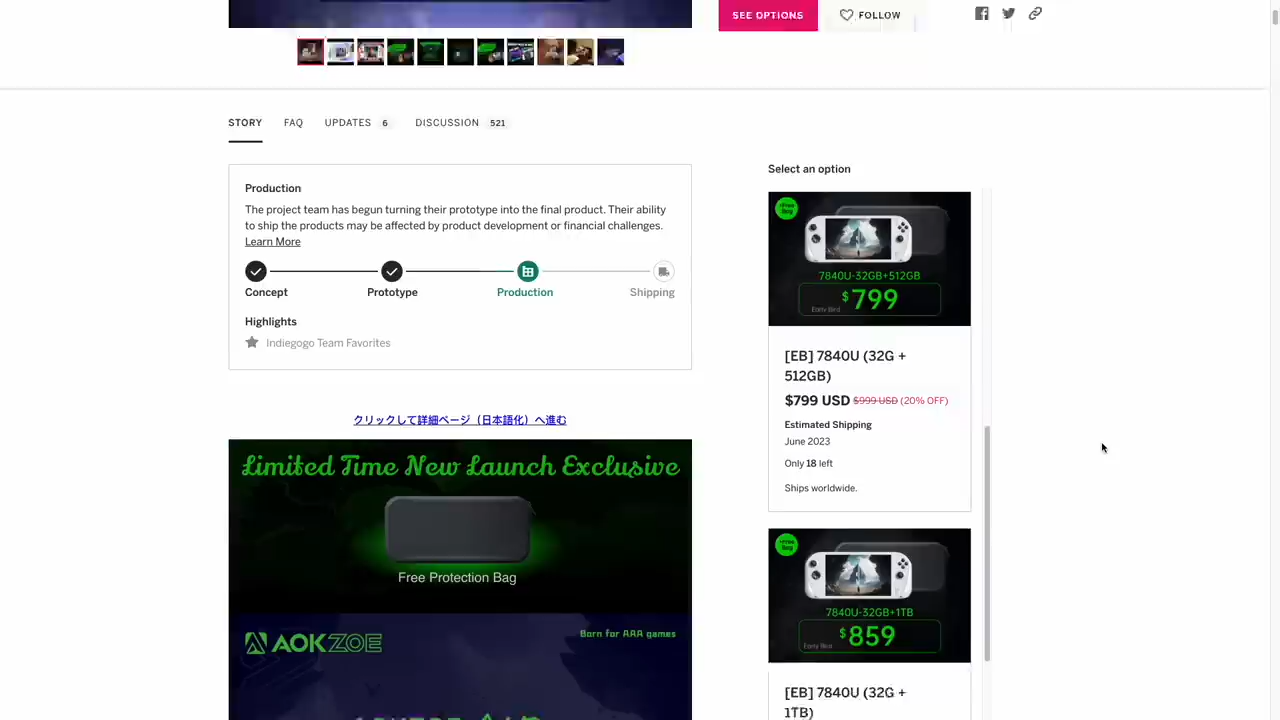 SEE OPTIONS
FOLLOW
STORY
FAQ
UPDATES 6
DISCUSSION 521
Production
The project team has begun turning their prototype into the final product. Their ability
to ship the products may be affected by product development or financial challenges.
Learn More
Concept
Prototype
Production
Shipping
Highlights
Indiegogo Team Favorites
クリックして詳細ページ（日本語化）へ進む
Limited Time New Launch Exclusive
Free Protection Bag
AOKZOE
Born for AAA games
Select an option
+Free
Bag
7840U-32GB+512GB
$799
Early Bird
[EB] 7840U (32G +
512GB)
$799 USD $999 USD (20% OFF)
Estimated Shipping
June 2023
Only 18 left
Ships worldwide.
+Free
Bag
7840U-32GB+1TB
$859
Early Bird
[EB] 7840U (32G +
1TB)